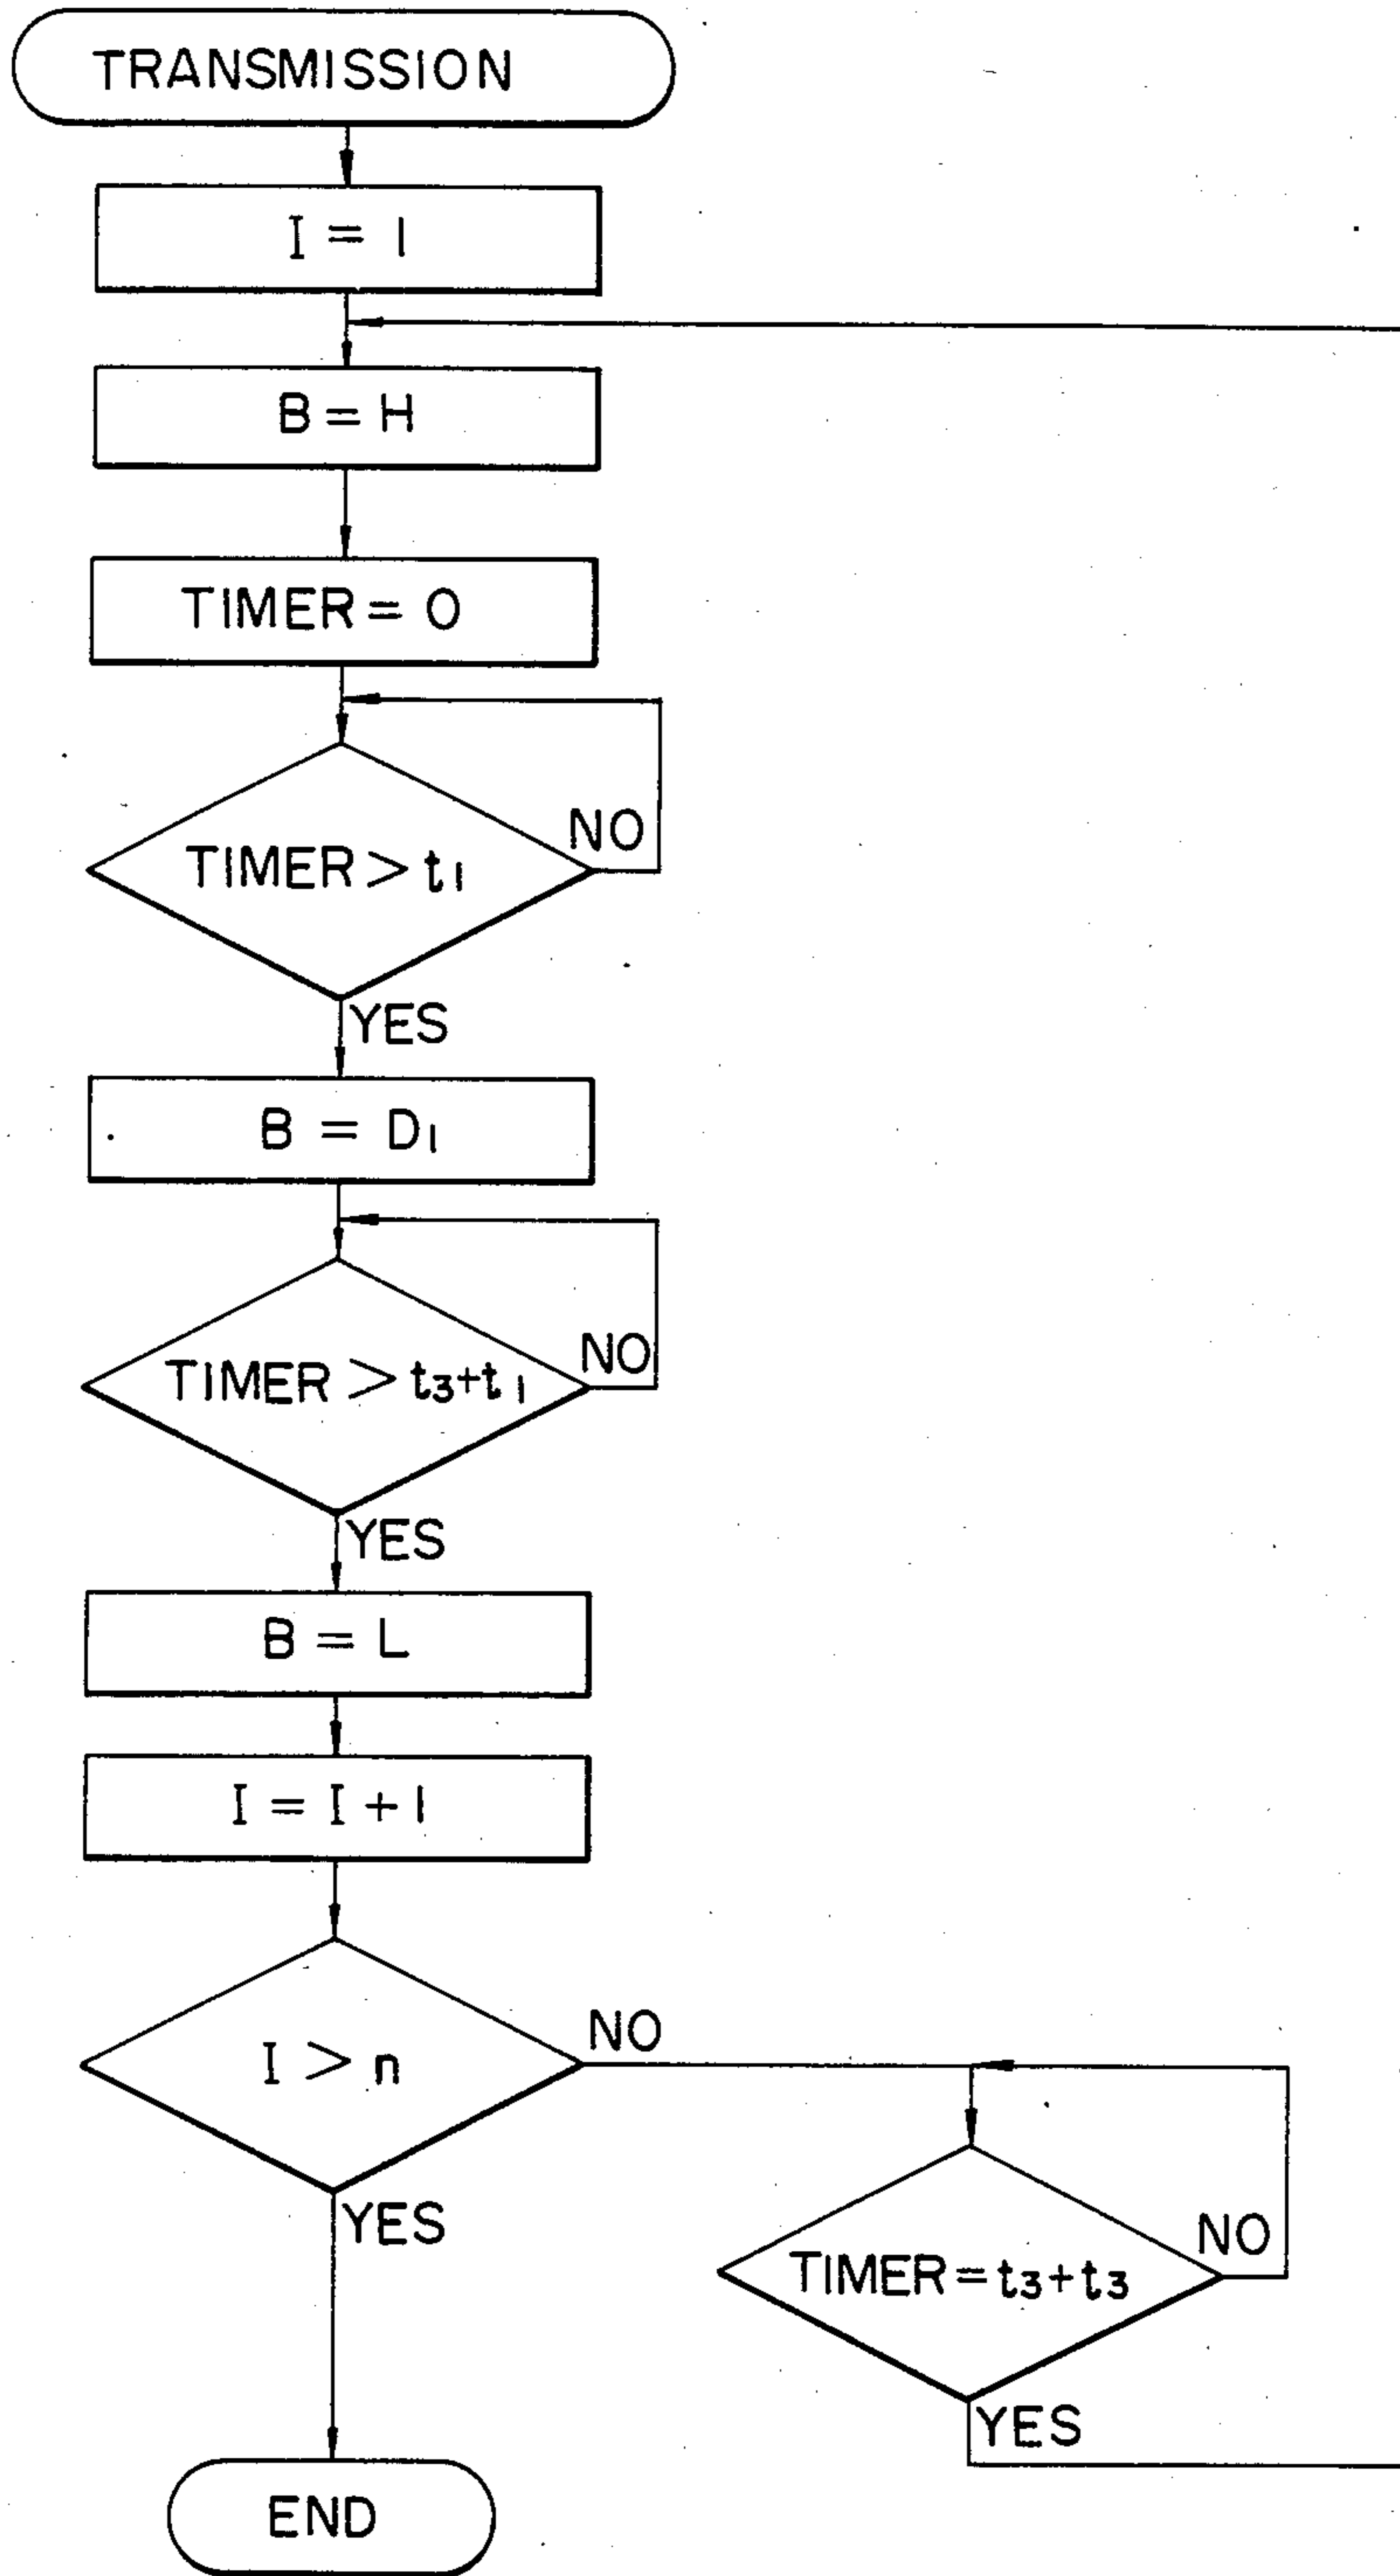 TRANSMISSION
I = 1
B = H
TIMER = 0
TIMER > t1
NO
YES
B = D1
TIMER > t3+t1
NO
YES
B = L
I = I + 1
I > n
NO
YES
TIMER = t3+t3
NO
YES
END